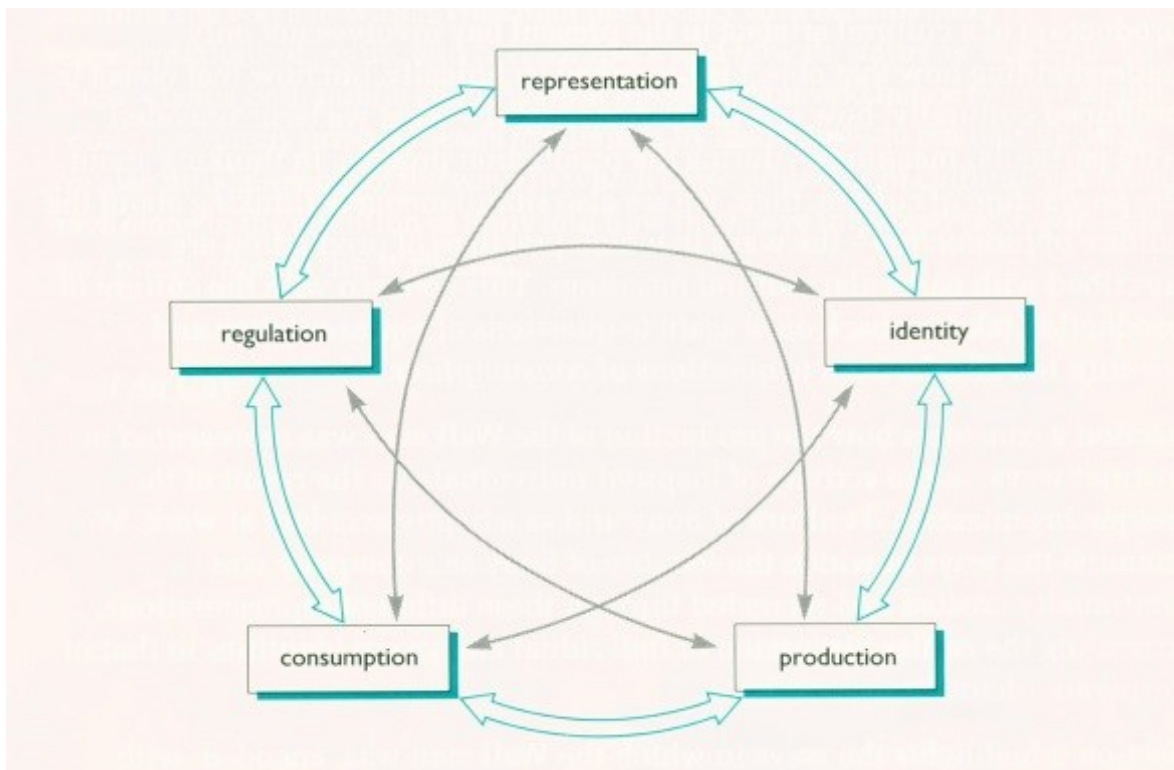 representation
regulation
identity
consumption
production